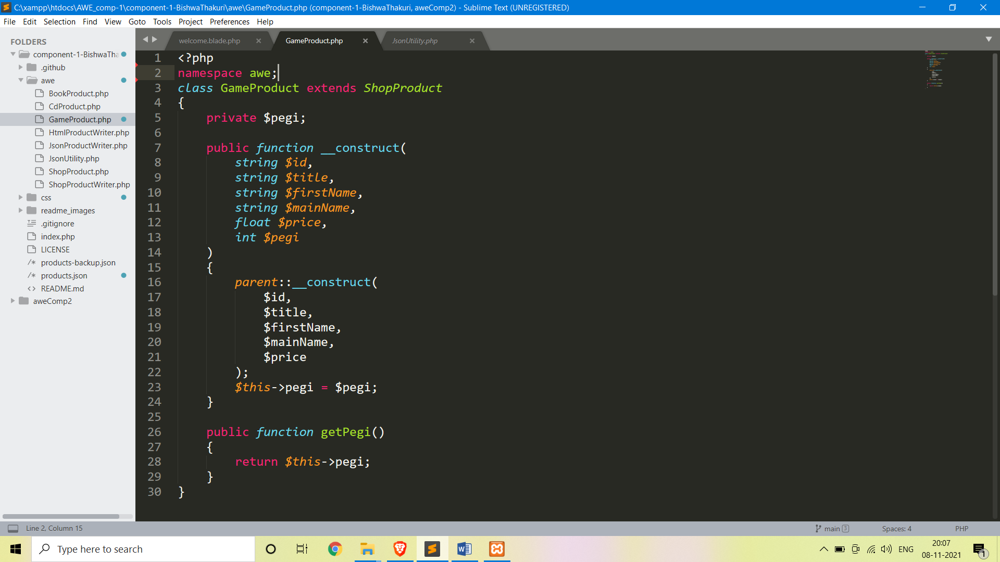 C:\xampp\htdocs\AWE_comp-1\component-1-BishwaThakuri\awe\GameProduct.php (component-1-BishwaThakuri, aweComp2) - Sublime Text (UNREGISTERED)
File Edit Selection Find View Goto Tools Project Preferences Help
FOLDERS
component-1-BishwaTha
.github
awe
BookProduct.php
CdProduct.php
GameProduct.php
HtmlProductWriter.php
JsonProductWriter.php
JsonUtility.php
ShopProduct.php
ShopProductWriter.php
css
readme_images
.gitignore
index.php
LICENSE
/* products-backup.json
/* products.json
<> README.md
aweComp2
welcome.blade.php × GameProduct.php × JsonUtility.php ×
1 <?php
2 namespace awe;
3 class GameProduct extends ShopProduct
4 {
5     private $pegi;
6
7     public function __construct(
8         string $id,
9         string $title,
10         string $firstName,
11         string $mainName,
12         float $price,
13         int $pegi
14     )
15     {
16         parent::__construct(
17             $id,
18             $title,
19             $firstName,
20             $mainName,
21             $price
22         );
23         $this->pegi = $pegi;
24     }
25
26     public function getPegi()
27     {
28         return $this->pegi;
29     }
30 }
Line 2, Column 15 main 3 Spaces: 4 PHP
Type here to search
ENG
20:07
08-11-2021
1